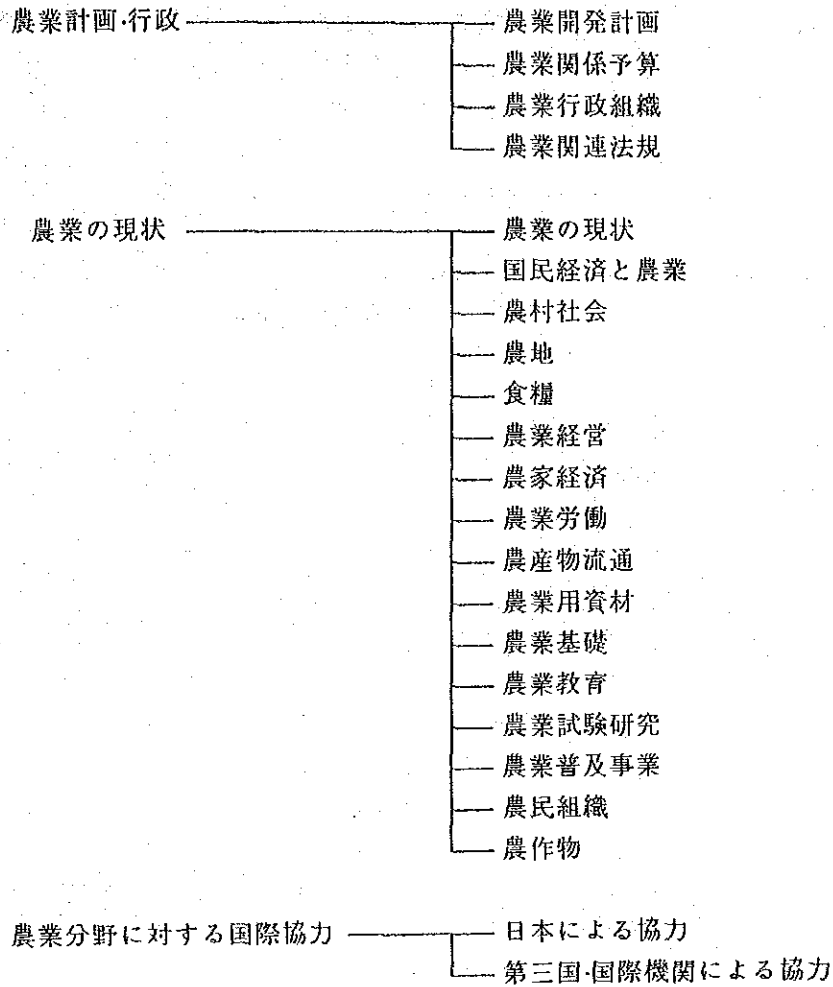 農業計画·行政 農業開発計画
農業関係予算
農業行政組織
農業関連法規
農業の現状 農業の現状
国民経済と農業
農村社会
農地
食糧
農業経営
農家経済
農業労働
農産物流通
農業用資材
農業基礎
農業教育
農業試験研究
農業普及事業
農民組織
農作物
農業分野に対する国際協力 日本による協力
第三国·国際機関による協力